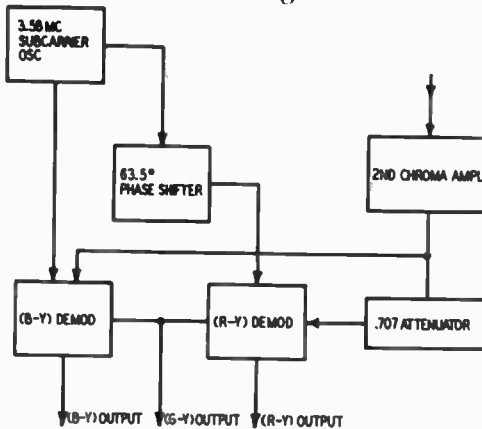 3.58 MC
SUBCARRIER
OSC
63.5°
PHASE SHIFTER
2ND CHROMA AMPL
(B-Y) DEMOD
(R-Y) DEMOD
.707 ATTENUATOR
(B-Y) OUTPUT
(G-Y) OUTPUT
(R-Y) OUTPUT